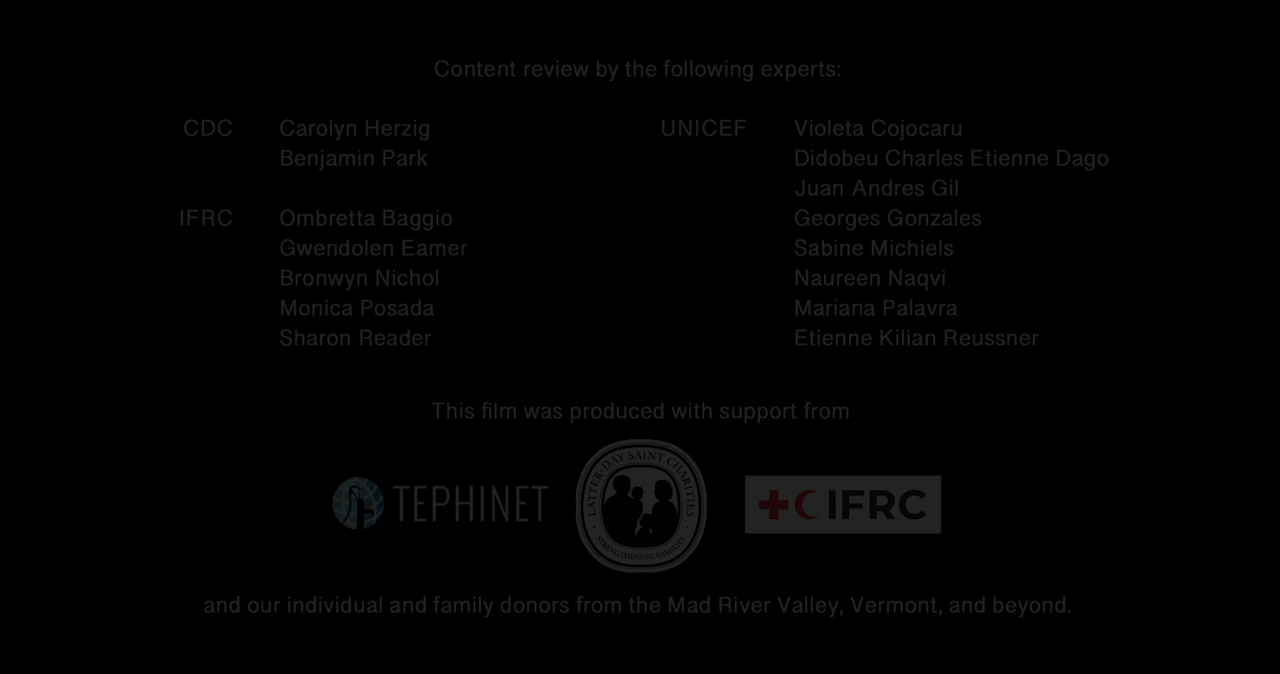 Content review by the following experts:
CDC
Carolyn Herzig
Benjamin Park
IFRC
Ombretta Baggio
Gwendolen Eamer
Bronwyn Nichol
Monica Posada
Sharon Reader
UNICEF
Violeta Cojocaru
Didobeu Charles Etienne Dago
Juan Andres Gil
Georges Gonzales
Sabine Michiels
Naureen Naqvi
Mariana Palavra
Etienne Kilian Reussner
This film was produced with support from
TEPHINET
LATTER-DAY SAINT CHARITIES
STRENGTHENING FAMILIES
IFRC
and our individual and family donors from the Mad River Valley, Vermont, and beyond.